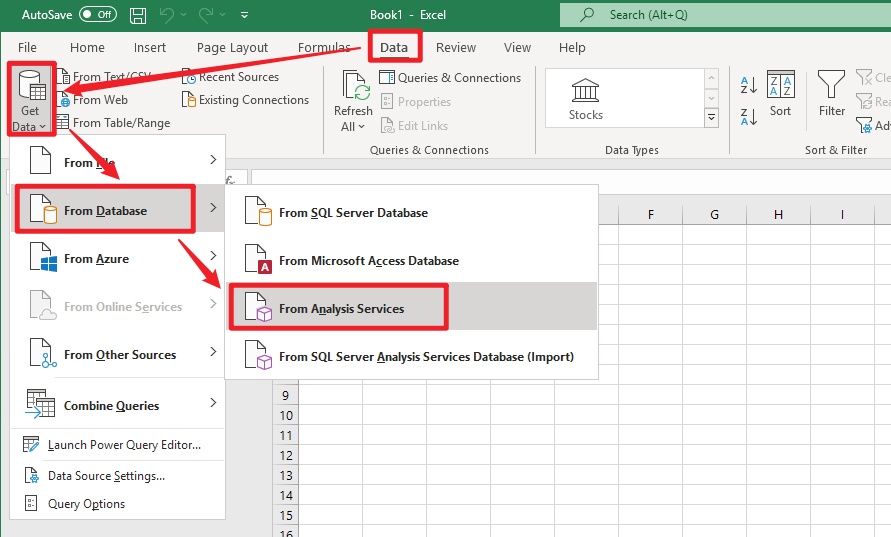 AutoSave Off Book1 - Excel Search (Alt+Q)
File Home Insert Page Layout Formulas Data Review View Help
Get Data
From Text/CSV
From Web
From Table/Range
Recent Sources
Existing Connections
Refresh All
Queries & Connections
Properties
Edit Links
Queries & Connections
Stocks
Data Types
Sort
Filter
Cle
Rea
Adv
Sort & Filter
From File
From Database
From Azure
From Online Services
From Other Sources
Combine Queries
Launch Power Query Editor...
Data Source Settings...
Query Options
From SQL Server Database
From Microsoft Access Database
From Analysis Services
From SQL Server Analysis Services Database (Import)
fx
F G H I
9
10
11
12
13
14
15
16